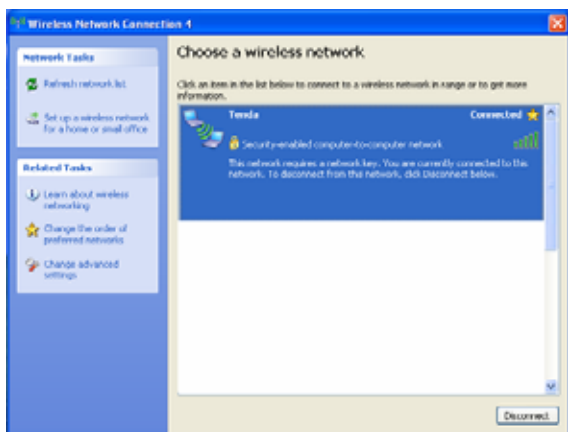 Wireless Network Connection 4
Network Tasks
Refresh network list
Set up a wireless network
for a home or small office
Related Tasks
Learn about wireless
networking
Change the order of
preferred networks
Change advanced
settings
Choose a wireless network
Click an item in the list below to connect to a wireless network in range or to get more
information.
Tenda
Connected
Security-enabled computer-to-computer network
This network requires a network key. You are currently connected to this
network. To disconnect from this network, click Disconnect below.
Disconnect